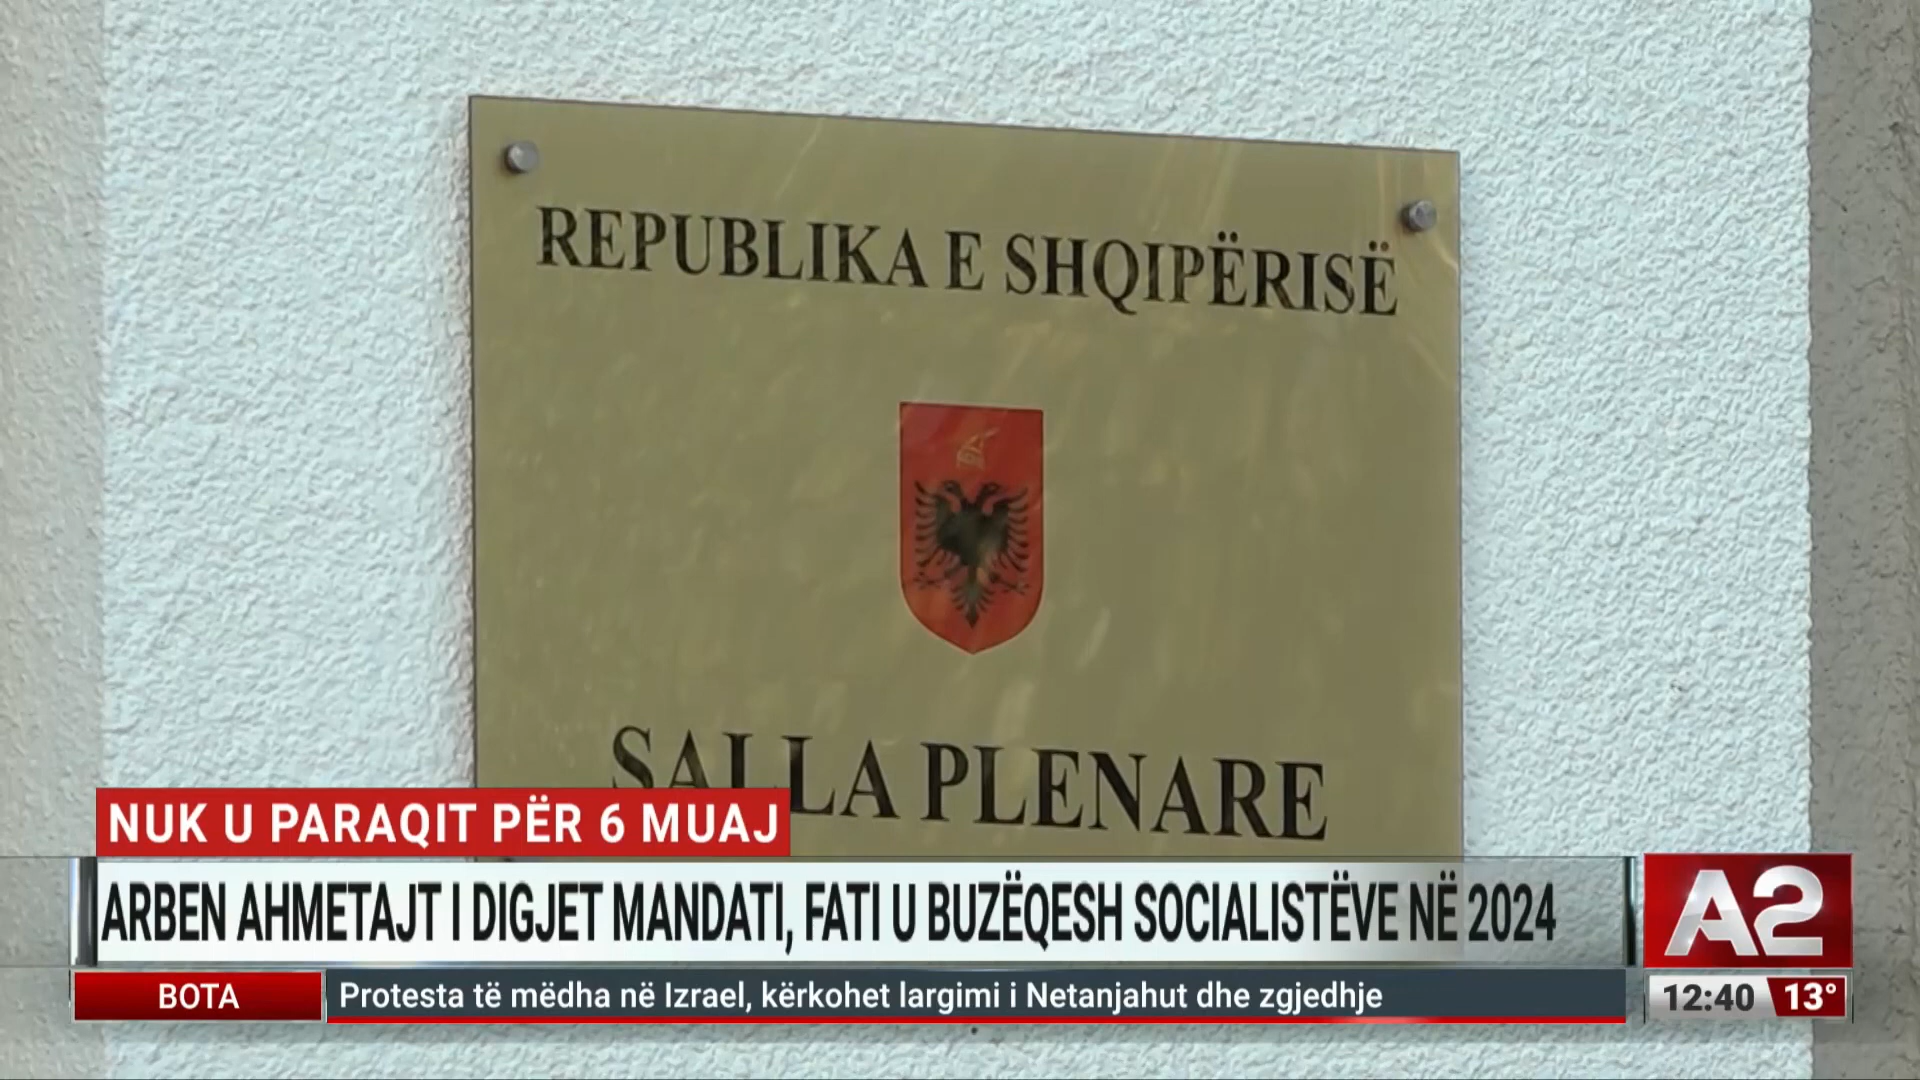 REPUBLIKA E SHQIPËRISË
SALLA PLENARE
NUK U PARAQIT PËR 6 MUAJ
ARBEN AHMETAJT I DIGJET MANDATI, FATI U BUZËQESH SOCIALISTËVE NË 2024
A2
BOTA
Protesta të mëdha në Izrael, kërkohet largimi i Netanjahut dhe zgjedhje
12:40
13°